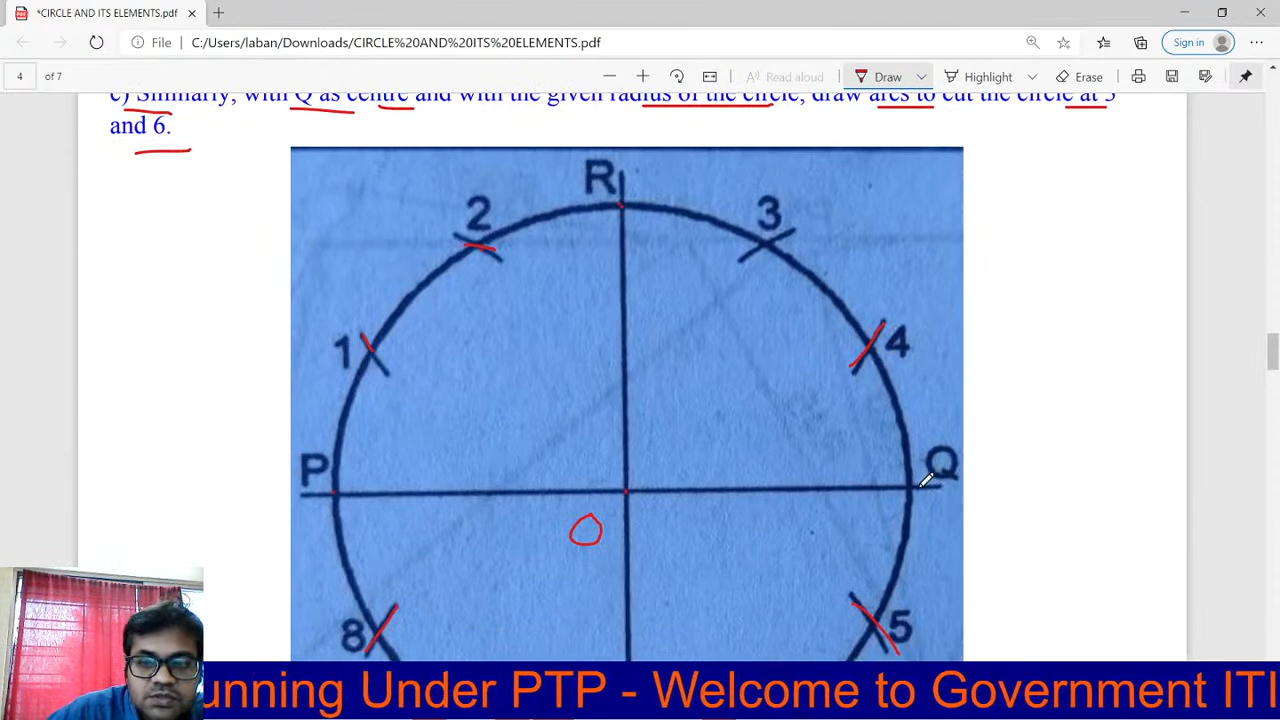 *CIRCLE AND ITS ELEMENTS.pdf
File C:/Users/laban/Downloads/CIRCLE%20AND%20ITS%20ELEMENTS.pdf Sign in
4 of 7 Read aloud Draw Highlight Erase
c) Similarly, with Q as centre and with the given radius of the circle, draw arcs to cut the circle at 5
and 6.
R
2 3
1 4
P Q
O
8 5
unning Under PTP - Welcome to Government ITI